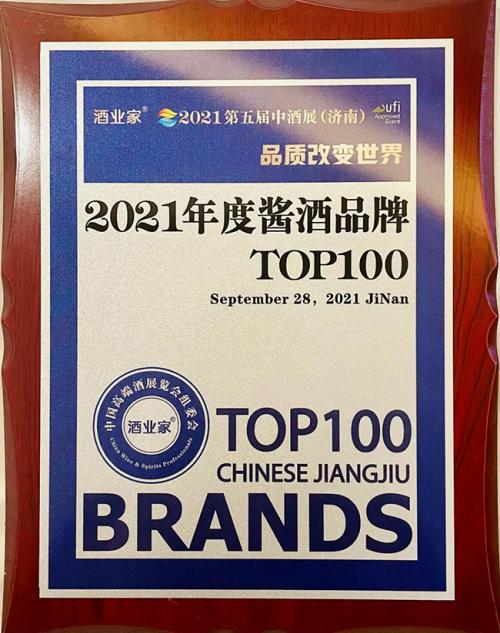 酒业家® 2021第五届中酒展(济南) ufi Approved Event
品质改变世界
2021年度酱酒品牌
TOP100
September 28, 2021 JiNan
中国高端酒展览会组委会
酒业家®
China Wine & Spirits Professionals
TOP100
CHINESE JIANGJIU
BRANDS